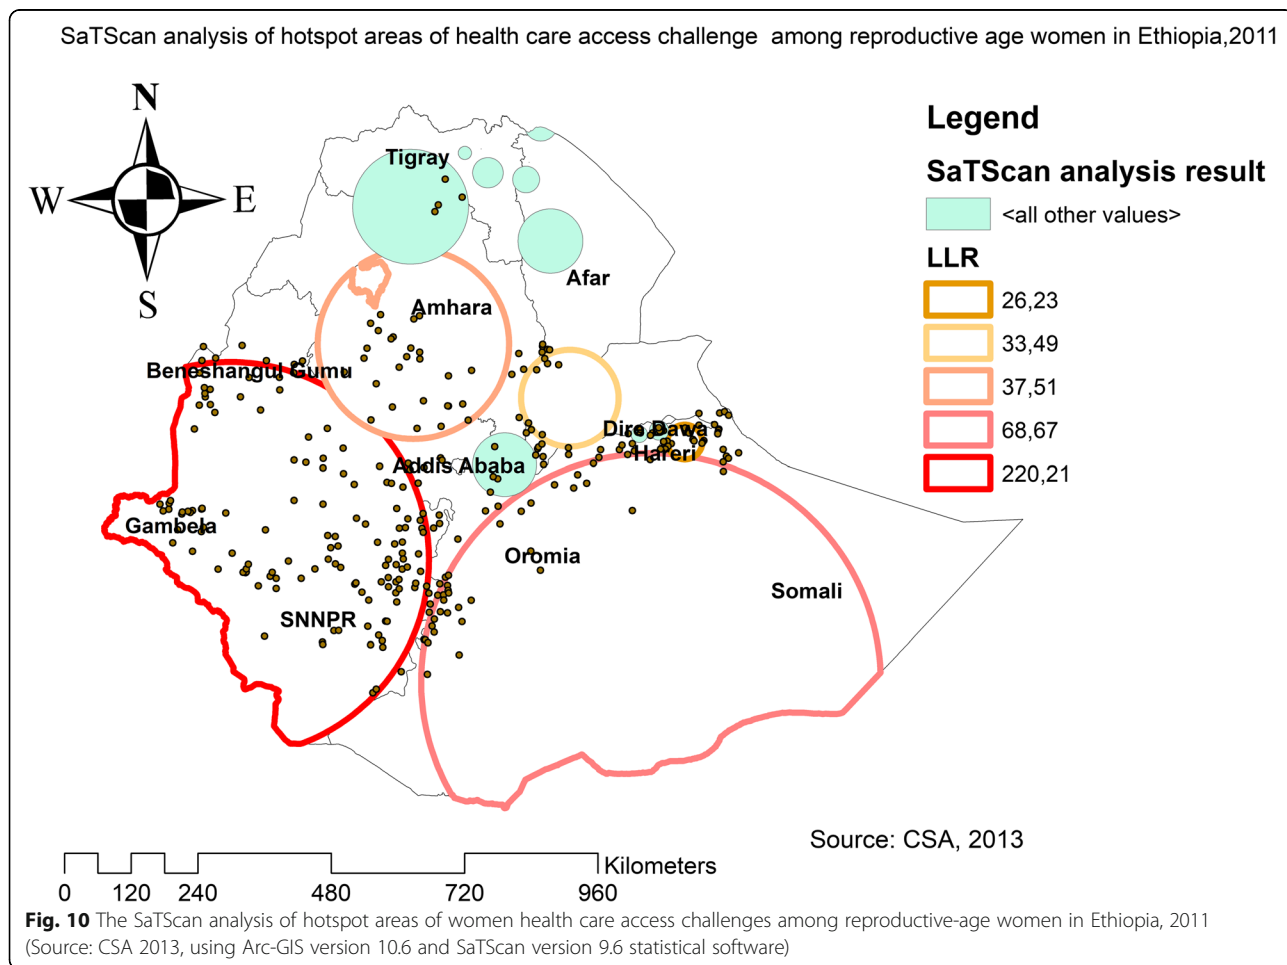 SaTScan analysis of hotspot areas of health care access challenge among reproductive age women in Ethiopia,2011
N
W
E
S
Tigray
Afar
Amhara
Beneshangul Gumu
Dire Dawa
Hareri
Addis Ababa
Gambela
Oromia
Somali
SNNPR
Legend
SaTScan analysis result
<all other values>
LLR
26,23
33,49
37,51
68,67
220,21
Source: CSA, 2013
Kilometers
0 120 240 480 720 960
Fig. 10 The SaTScan analysis of hotspot areas of women health care access challenges among reproductive-age women in Ethiopia, 2011
(Source: CSA 2013, using Arc-GIS version 10.6 and SaTScan version 9.6 statistical software)